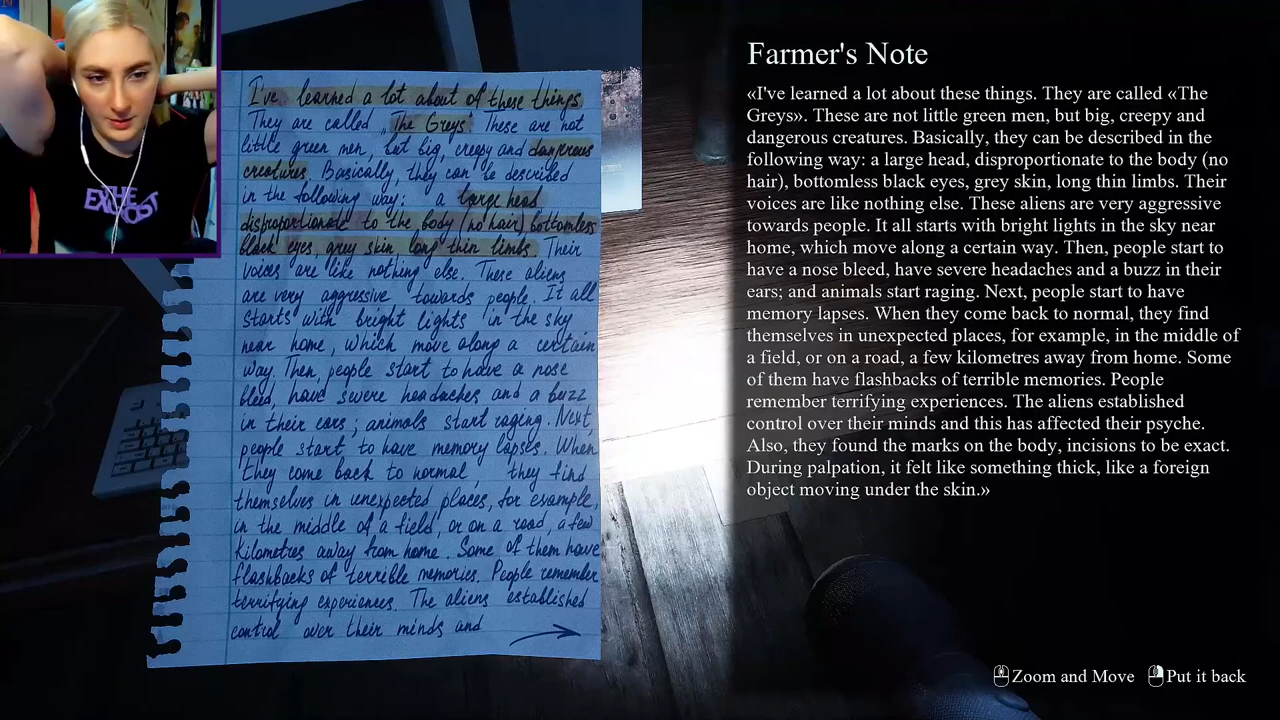 I've learned a lot about of these things
They are called „The Greys" These are not
little green men, but big, creepy and dangerous
creatures. Basically, they can be described
in the following way: a large head
disproportionate to the body (no hair) bottomless
black eyes, grey skin long thin limbs. Their
voices are like nothing else. These aliens
are very aggressive towards people. It all
starts with bright lights in the sky
near home, which move along a certain
way. Then, people start to have a nose
bleed, have severe headaches and a buzz
in their ears; animals start raging. Next
people start to have memory lapses. When
they come back to normal, they find
themselves in unexpected places, for example,
in the middle of a field, or on a road, a few
kilometres away from home. Some of them have
flashbacks of terrible memories. People remember
terrifying experiences. The aliens established
control over their minds and
Farmer's Note
«I've learned a lot about these things. They are called «The
Greys». These are not little green men, but big, creepy and
dangerous creatures. Basically, they can be described in the
following way: a large head, disproportionate to the body (no
hair), bottomless black eyes, grey skin, long thin limbs. Their
voices are like nothing else. These aliens are very aggressive
towards people. It all starts with bright lights in the sky near
home, which move along a certain way. Then, people start to
have a nose bleed, have severe headaches and a buzz in their
ears; and animals start raging. Next, people start to have
memory lapses. When they come back to normal, they find
themselves in unexpected places, for example, in the middle of
a field, or on a road, a few kilometres away from home. Some
of them have flashbacks of terrible memories. People
remember terrifying experiences. The aliens established
control over their minds and this has affected their psyche.
Also, they found the marks on the body, incisions to be exact.
During palpation, it felt like something thick, like a foreign
object moving under the skin.»
Zoom and Move
Put it back